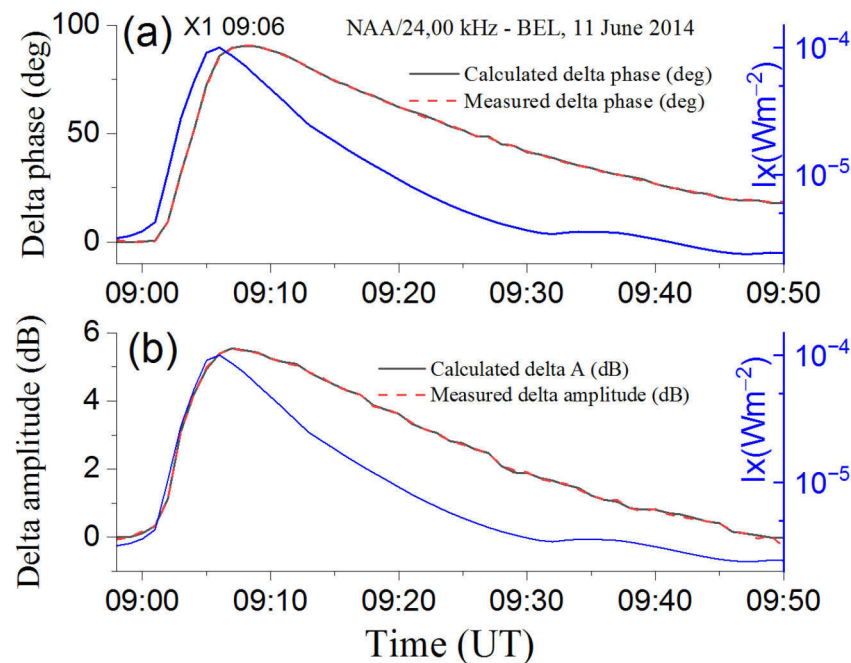 (a) X1 09:06 NAA/24,00 kHz - BEL, 11 June 2014
Calculated delta phase (deg)
Measured delta phase (deg)
Delta phase (deg)
100
50
0
Ix(Wm⁻²)
10⁻⁴
10⁻⁵
09:00 09:10 09:20 09:30 09:40 09:50
(b)
Calculated delta A (dB)
Measured delta amplitude (dB)
Delta amplitude (dB)
6
4
2
0
Ix(Wm⁻²)
10⁻⁴
10⁻⁵
09:00 09:10 09:20 09:30 09:40 09:50
Time (UT)